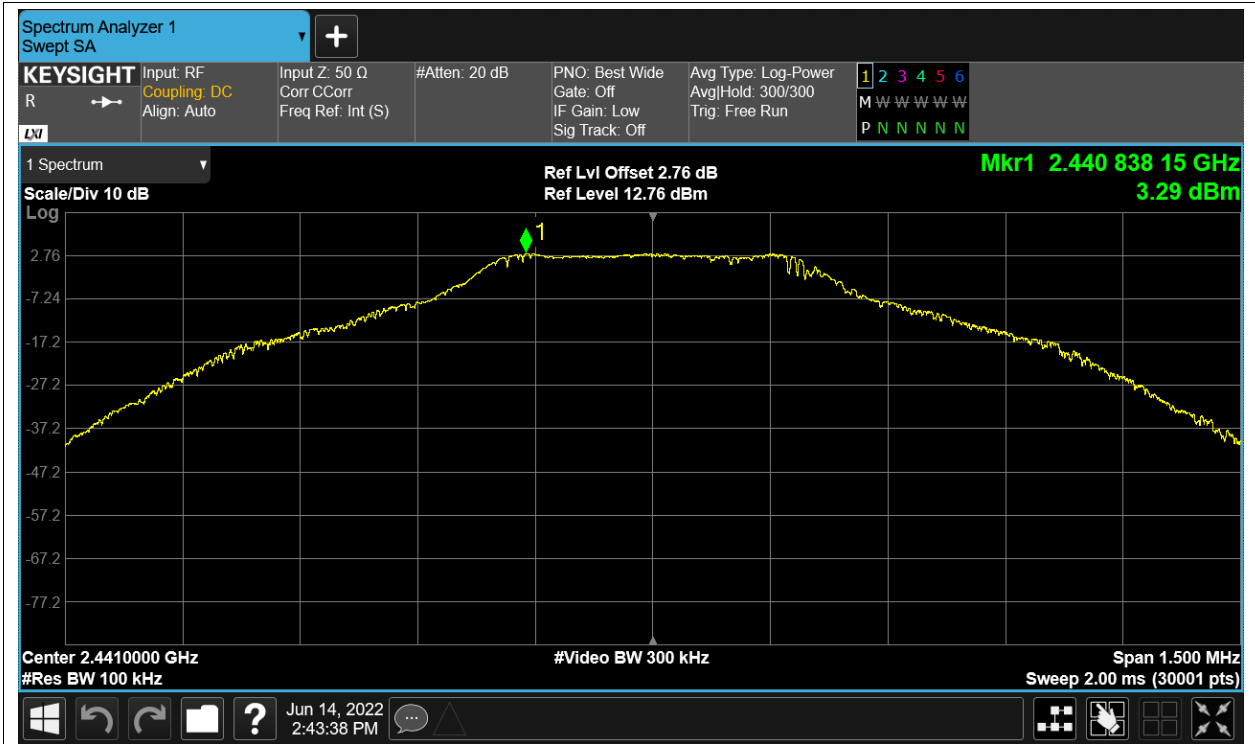 Spectrum Analyzer 1
Swept SA
KEYSIGHT
R
LXI
Input: RF
Coupling: DC
Align: Auto
Input Z: 50 Ω
Corr CCorr
Freq Ref: Int (S)
#Atten: 20 dB
PNO: Best Wide
Gate: Off
IF Gain: Low
Sig Track: Off
Avg Type: Log-Power
Avg|Hold: 300/300
Trig: Free Run
1 2 3 4 5 6
M W W W W W W
P N N N N N N
1 Spectrum
Scale/Div 10 dB
Log
Ref Lvl Offset 2.76 dB
Ref Level 12.76 dBm
Mkr1 2.440 838 15 GHz
3.29 dBm
1
2.76
-7.24
-17.2
-27.2
-37.2
-47.2
-57.2
-67.2
-77.2
Center 2.4410000 GHz
#Res BW 100 kHz
#Video BW 300 kHz
Span 1.500 MHz
Sweep 2.00 ms (30001 pts)
?
Jun 14, 2022
2:43:38 PM